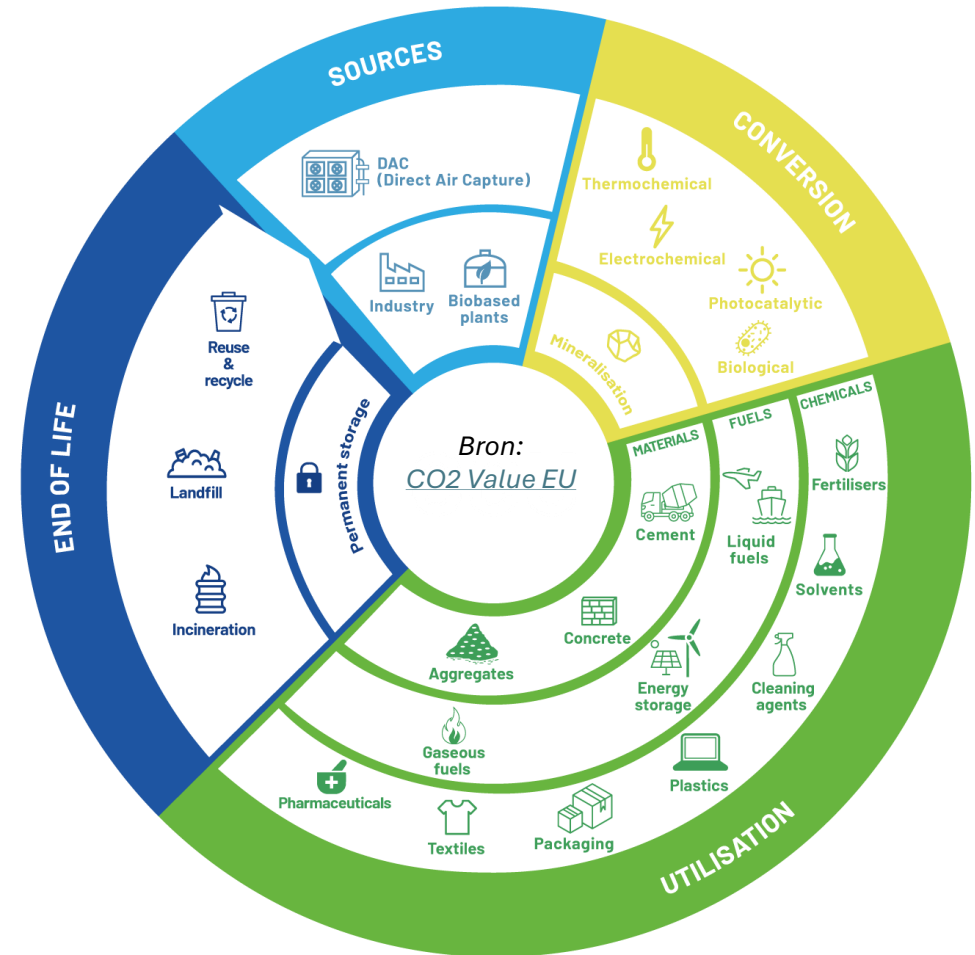 SOURCES
DAC
(Direct Air Capture)
Industry
Biobased
plants
CONVERSION
Thermochemical
Electrochemical
Photocatalytic
Biological
Mineralisation
UTILISATION
MATERIALS
FUELS
CHEMICALS
Cement
Concrete
Aggregates
Liquid
fuels
Energy
storage
Gaseous
fuels
Fertilisers
Solvents
Cleaning
agents
Plastics
Packaging
Textiles
Pharmaceuticals
END OF LIFE
Reuse
&
recycle
Landfill
Incineration
Permanent storage
Bron:
CO2 Value EU